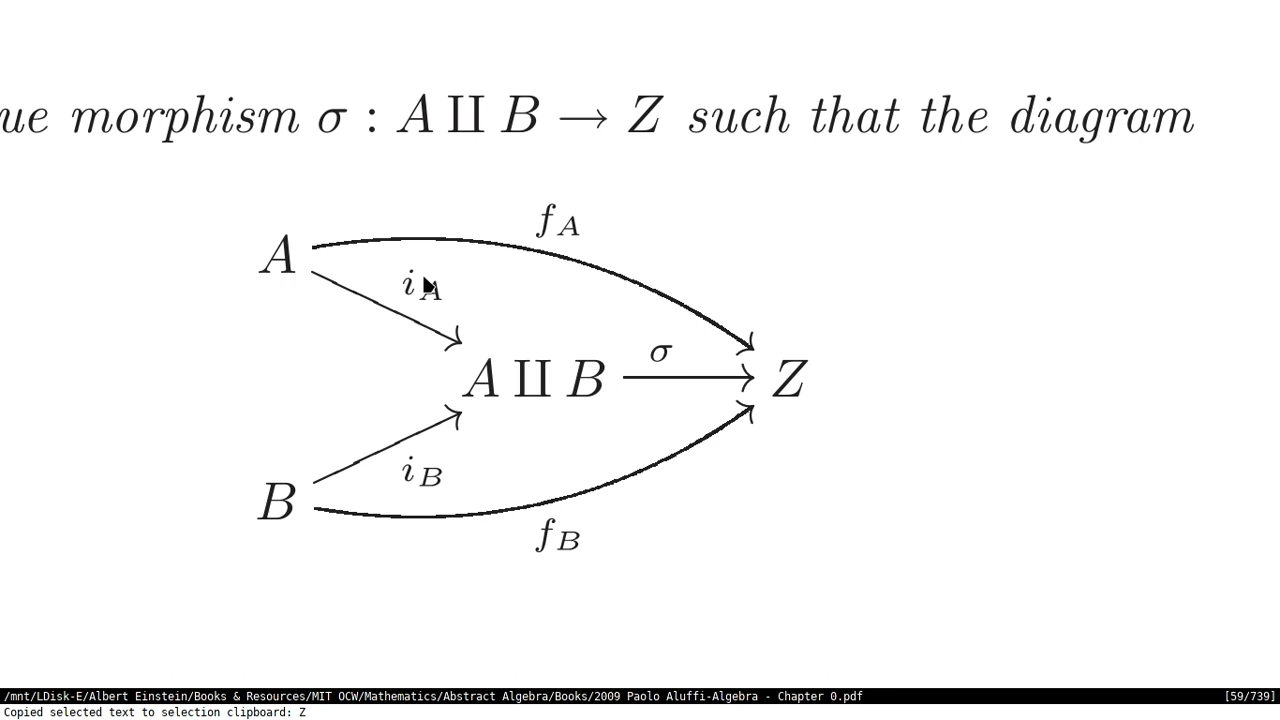 ue morphism σ : A ∐ B → Z such that the diagram
f_A
A
i_A
σ
A ∐ B
Z
i_B
B
f_B
/mnt/LDisk-E/Albert Einstein/Books & Resources/MIT OCW/Mathematics/Abstract Algebra/Books/2009 Paolo Aluffi-Algebra - Chapter 0.pdf [59/739]
Copied selected text to selection clipboard: Z